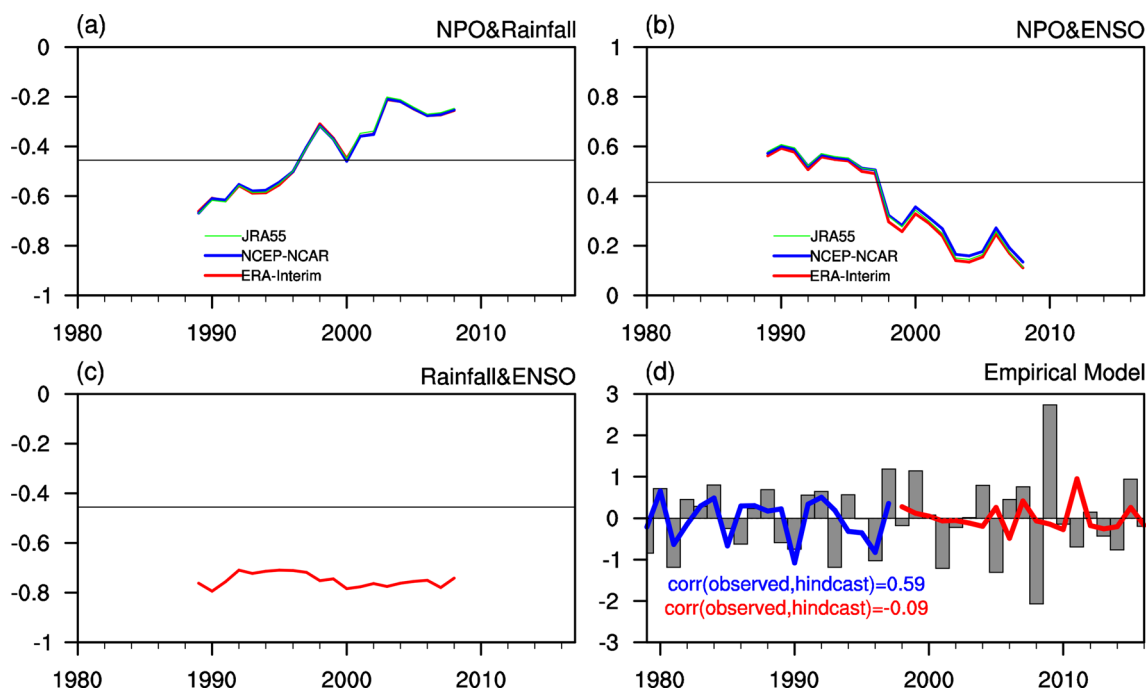 (a) NPO&Rainfall
0
-0.2
-0.4
-0.6
-0.8
-1
JRA55
NCEP-NCAR
ERA-Interim
1980 1990 2000 2010
(b) NPO&ENSO
1
0.8
0.6
0.4
0.2
0
JRA55
NCEP-NCAR
ERA-Interim
1980 1990 2000 2010
(c) Rainfall&ENSO
0
-0.2
-0.4
-0.6
-0.8
-1
1980 1990 2000 2010
(d) Empirical Model
3
2
1
0
-1
-2
-3
corr(observed,hindcast)=0.59
corr(observed,hindcast)=-0.09
1980 1990 2000 2010